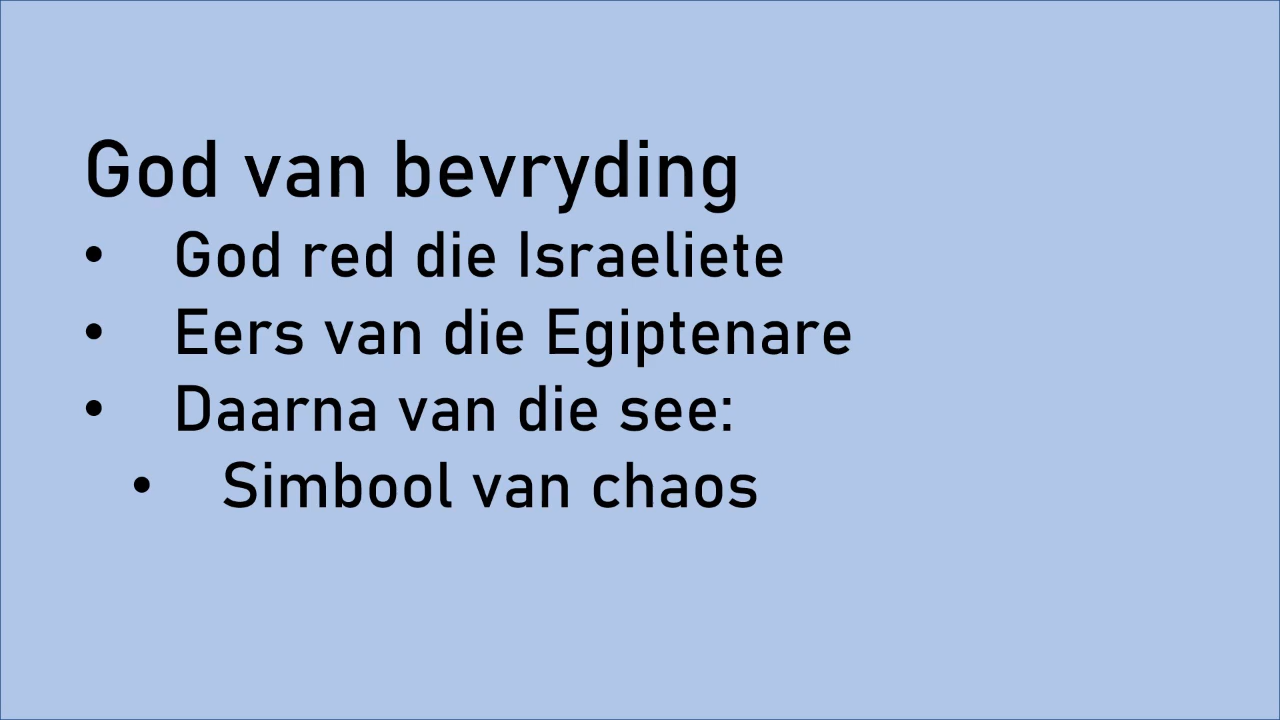 God van bevryding
• God red die Israeliete
• Eers van die Egiptenare
• Daarna van die see:
• Simbool van chaos